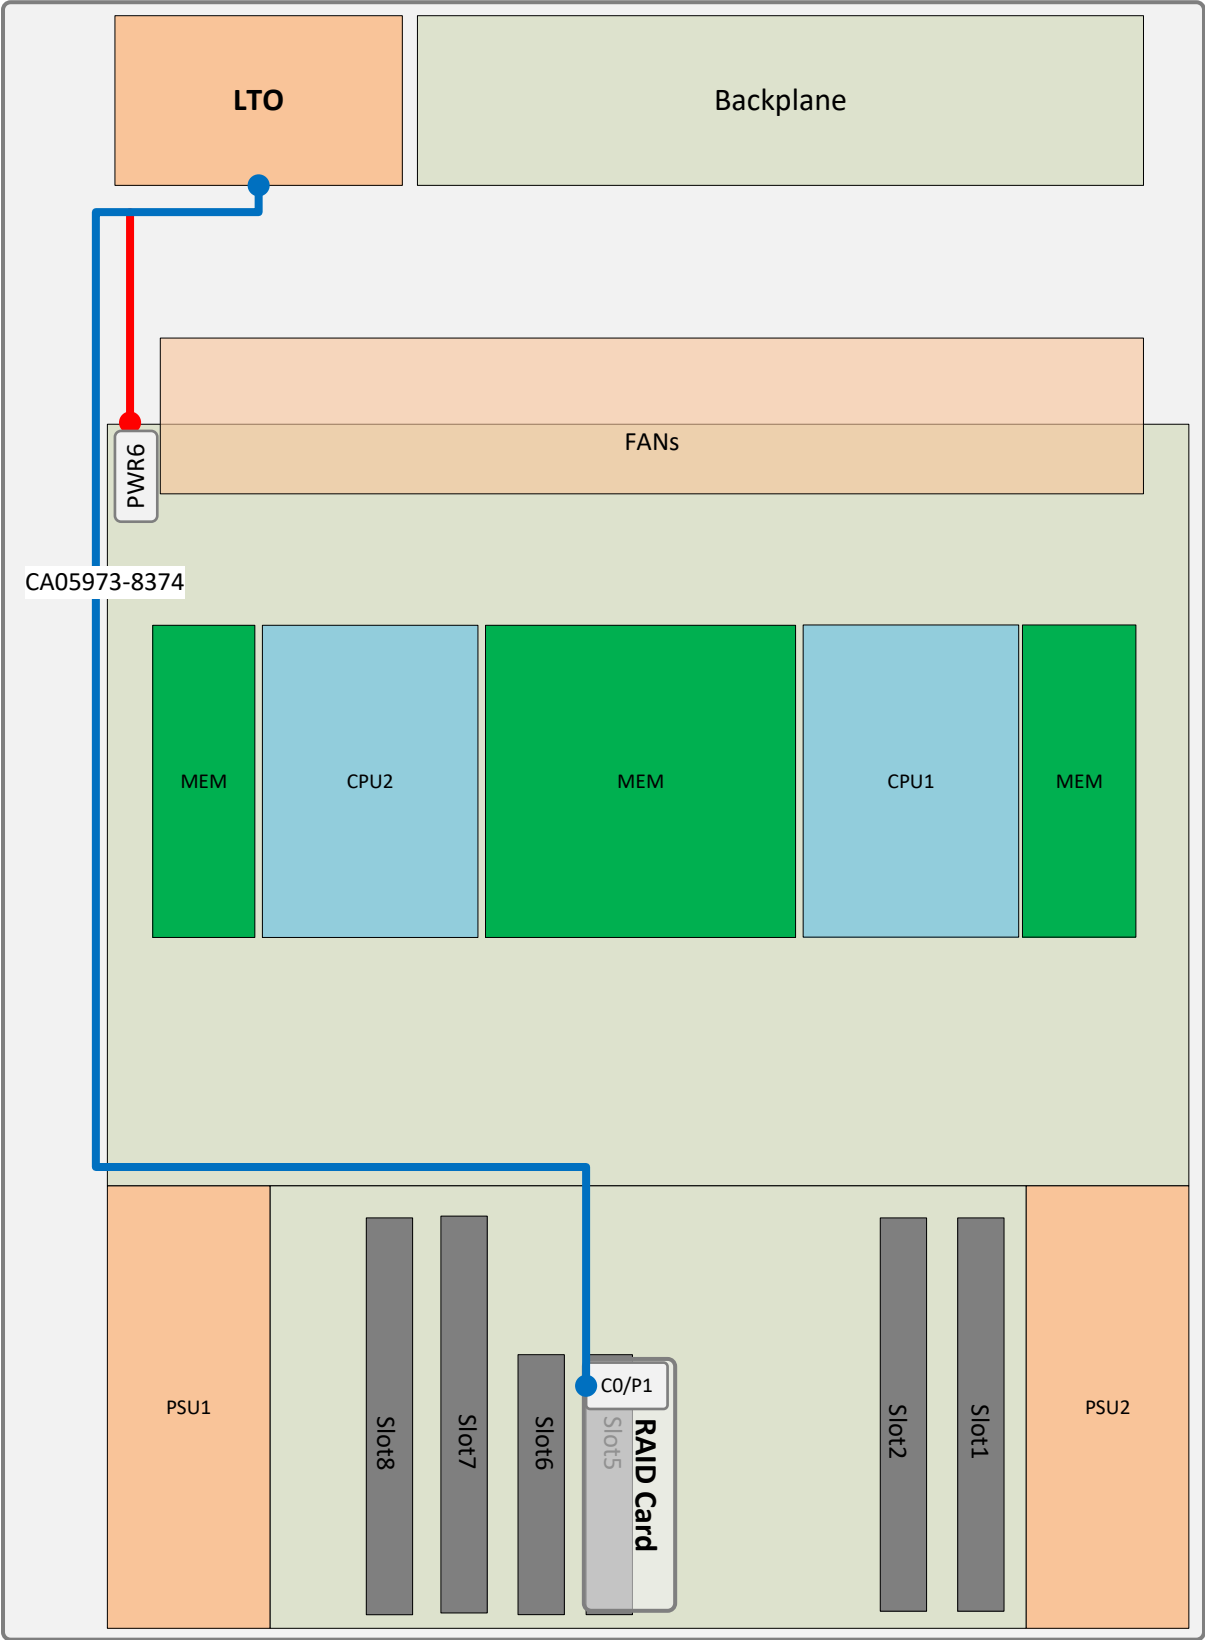 LTO
Backplane
FANs
PWR6
CA05973-8374
MEM
CPU2
MEM
CPU1
MEM
PSU1
Slot8
Slot7
Slot6
Slot5
C0/P1
RAID Card
Slot2
Slot1
PSU2